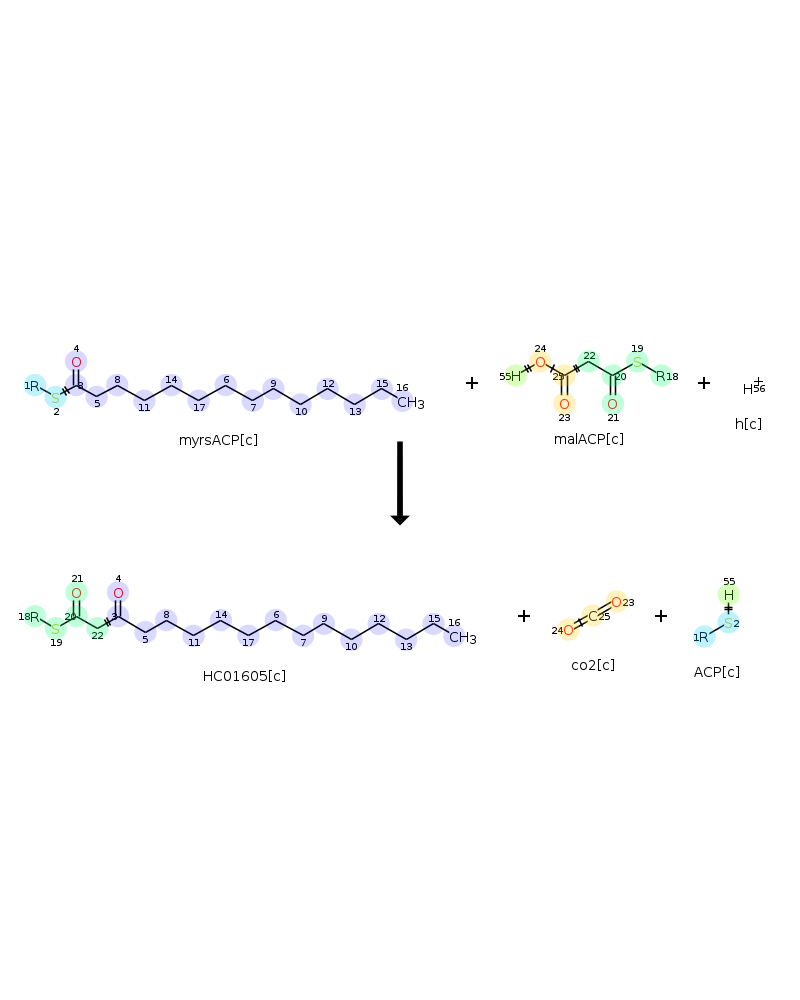 4 24 19
O O 22 S
1R 3 8 14 6 9 12 15 16 + 55H 25 20 R18 + H+56
S 5 11 17 7 10 13 CH3 O O
2 23 21
h[c]
myrsACP[c] malACP[c]
21 4 55
O O H
18R 20 3 8 14 6 9 12 15 16 + 24O C25 O23 + 1R S2
S 22 5 11 17 7 10 13 CH3
19
HC01605[c] co2[c] ACP[c]